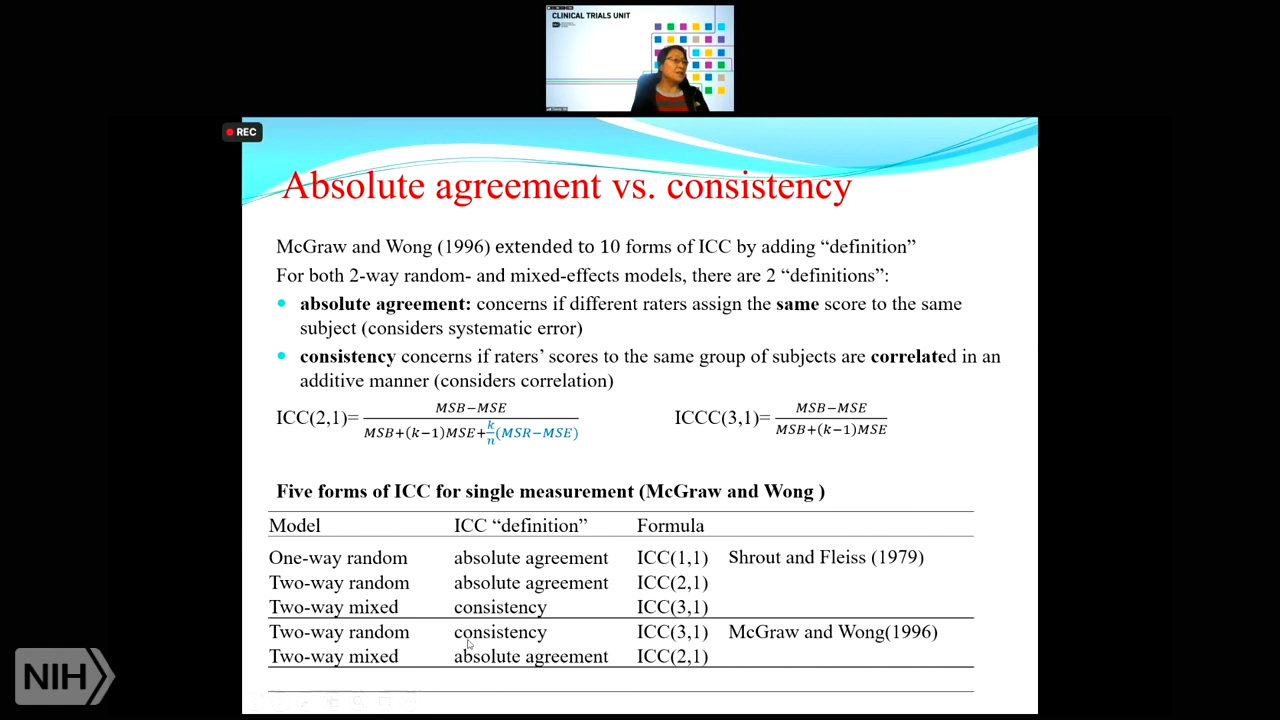 CLINICAL TRIALS UNIT
REC
Absolute agreement vs. consistency
McGraw and Wong (1996) extended to 10 forms of ICC by adding “definition”
For both 2-way random- and mixed-effects models, there are 2 “definitions”:
• absolute agreement: concerns if different raters assign the same score to the same
subject (considers systematic error)
• consistency concerns if raters’ scores to the same group of subjects are correlated in an
additive manner (considers correlation)
ICC(2,1)= MSB−MSE / MSB+(k−1)MSE+k/n(MSR−MSE) ICCC(3,1)= MSB−MSE / MSB+(k−1)MSE
Five forms of ICC for single measurement (McGraw and Wong )
Model ICC “definition” Formula
One-way random absolute agreement ICC(1,1) Shrout and Fleiss (1979)
Two-way random absolute agreement ICC(2,1)
Two-way mixed consistency ICC(3,1)
Two-way random consistency ICC(3,1) McGraw and Wong(1996)
Two-way mixed absolute agreement ICC(2,1)
NIH